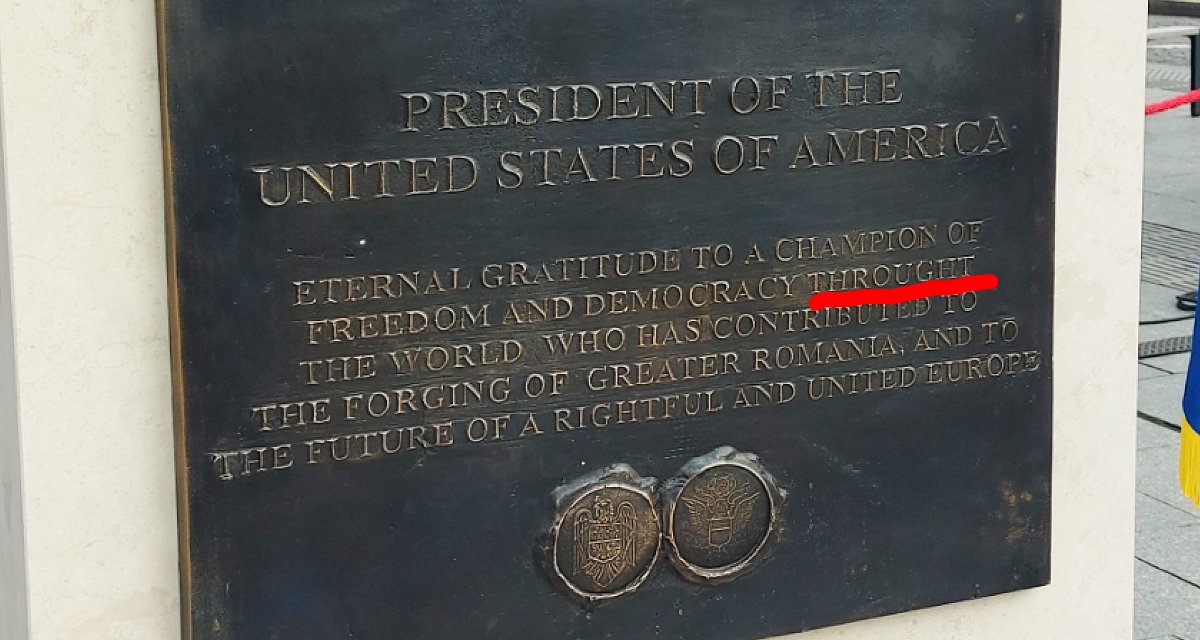 PRESIDENT OF THE
UNITED STATES OF AMERICA
ETERNAL GRATITUDE TO A CHAMPION OF
FREEDOM AND DEMOCRACY THROUGHT
THE WORLD WHO HAS CONTRIBUTED TO
THE FORGING OF GREATER ROMANIA, AND TO
THE FUTURE OF A RIGHTFUL AND UNITED EUROPE